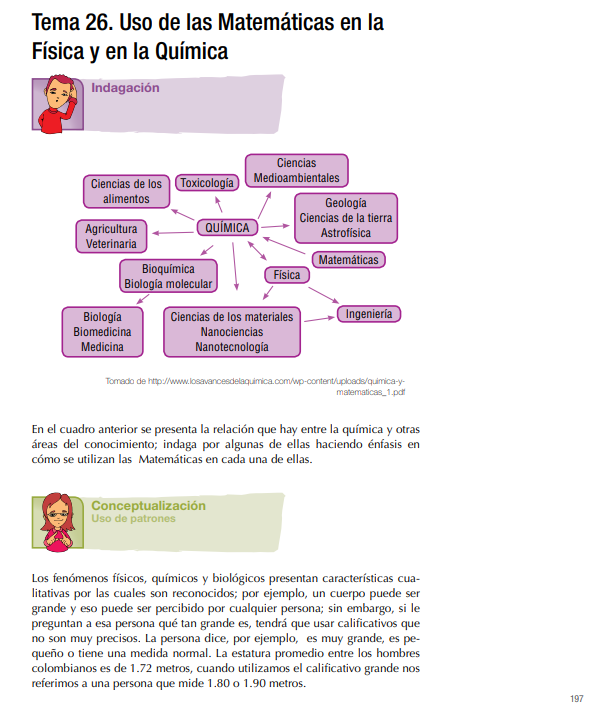 Tema 26. Uso de las Matemáticas en la
Física y en la Química
Indagación
Ciencias
Medioambientales
Ciencias de los
alimentos
Toxicología
Geología
Ciencias de la tierra
Astrofísica
Agricultura
Veterinaria
QUÍMICA
Matemáticas
Bioquímica
Biología molecular
Física
Biología
Biomedicina
Medicina
Ciencias de los materiales
Nanociencias
Nanotecnología
Ingeniería
Tomado de http://www.losavancesdelaquimica.com/wp-content/uploads/quimica-y-
matematicas_1.pdf
En el cuadro anterior se presenta la relación que hay entre la química y otras
áreas del conocimiento; indaga por algunas de ellas haciendo énfasis en
cómo se utilizan las  Matemáticas en cada una de ellas.
Conceptualización
Uso de patrones
Los fenómenos físicos, químicos y biológicos presentan características cua-
litativas por las cuales son reconocidos; por ejemplo, un cuerpo puede ser
grande y eso puede ser percibido por cualquier persona; sin embargo, si le
preguntan a esa persona qué tan grande es, tendrá que usar calificativos que
no son muy precisos. La persona dice, por ejemplo,  es muy grande, es pe-
queño o tiene una medida normal. La estatura promedio entre los hombres
colombianos es de 1.72 metros, cuando utilizamos el calificativo grande nos
referimos a una persona que mide 1.80 o 1.90 metros.
197